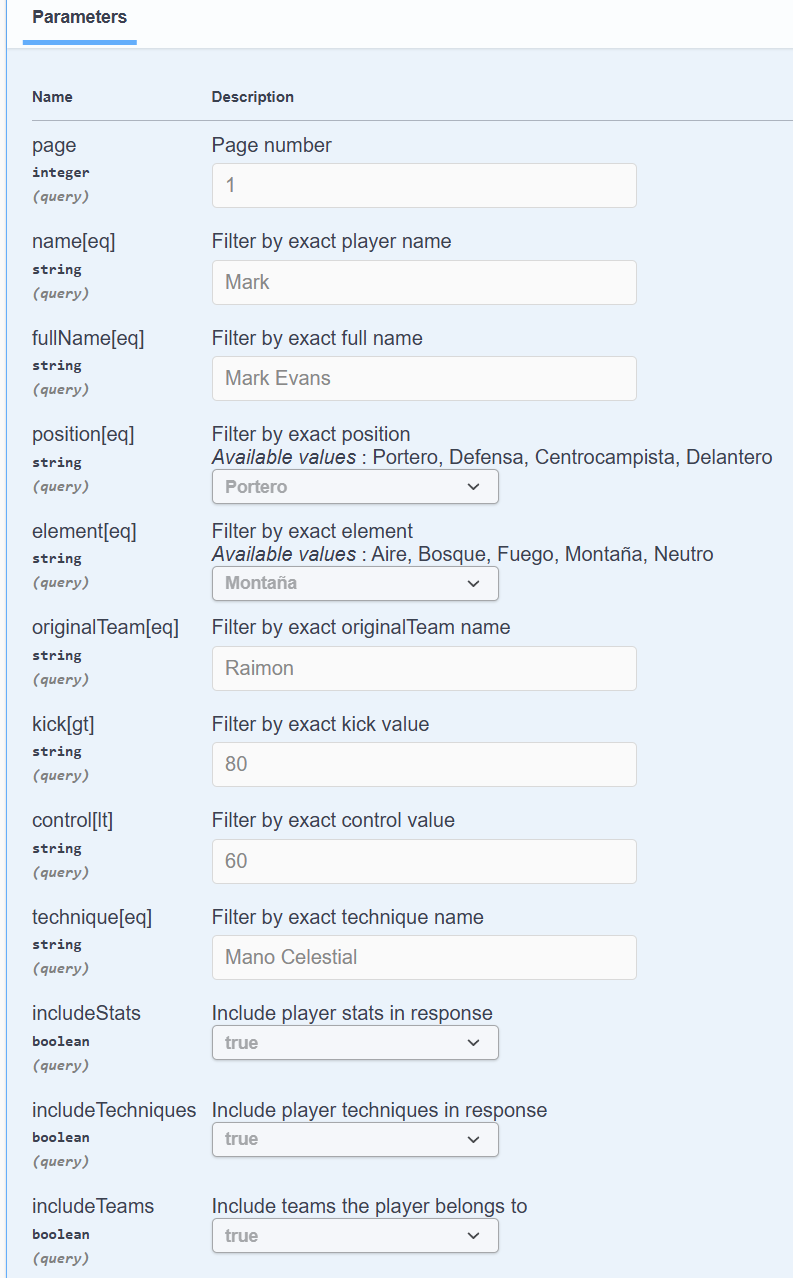 Parameters
Name Description
page Page number
integer
(query)
1
name[eq] Filter by exact player name
string
(query)
Mark
fullName[eq] Filter by exact full name
string
(query)
Mark Evans
position[eq] Filter by exact position
string
(query)
Available values : Portero, Defensa, Centrocampista, Delantero
Portero
element[eq] Filter by exact element
string
(query)
Available values : Aire, Bosque, Fuego, Montaña, Neutro
Montaña
originalTeam[eq] Filter by exact originalTeam name
string
(query)
Raimon
kick[gt] Filter by exact kick value
string
(query)
80
control[lt] Filter by exact control value
string
(query)
60
technique[eq] Filter by exact technique name
string
(query)
Mano Celestial
includeStats Include player stats in response
boolean
(query)
true
includeTechniques Include player techniques in response
boolean
(query)
true
includeTeams Include teams the player belongs to
boolean
(query)
true